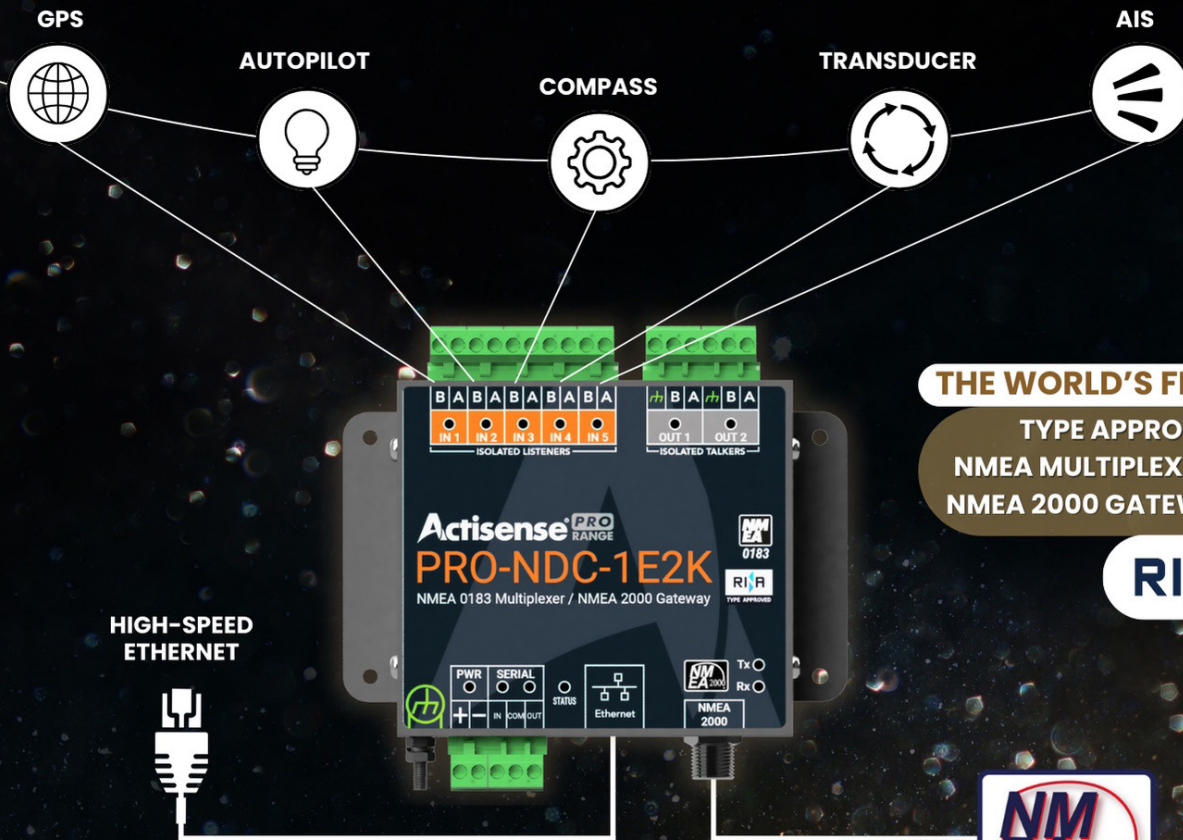 GPS
AIS
AUTOPILOT
TRANSDUCER
COMPASS
B A B A B A B A B A
IN 1 IN 2 IN 3 IN 4 IN 5
ISOLATED LISTENERS
B A B A
OUT 1 OUT 2
ISOLATED TALKERS
THE WORLD'S
TYPE
NMEA
NMEA 2000
Actisense® PRO RANGE
PRO-NDC-1E2K
NMEA 0183 Multiplexer / NMEA 2000 Gateway
NMEA
0183
RINA
TYPE APPROVED
HIGH-SPEED
ETHERNET
PWR SERIAL
+ − IN COM OUT
STATUS
Ethernet
NMEA 2000
Tx
Rx
NMEA
2000